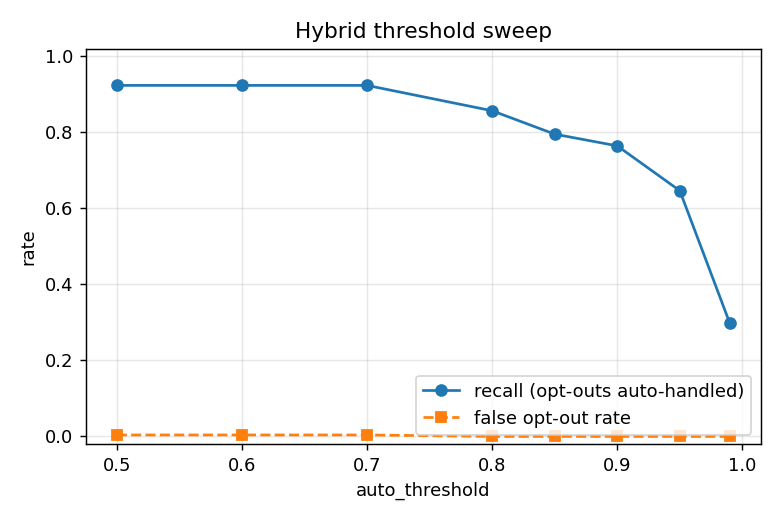 Hybrid threshold sweep
1.0
0.8
0.6
0.4
0.2
0.0
rate
recall (opt-outs auto-handled)
false opt-out rate
0.5 0.6 0.7 0.8 0.9 1.0
auto_threshold